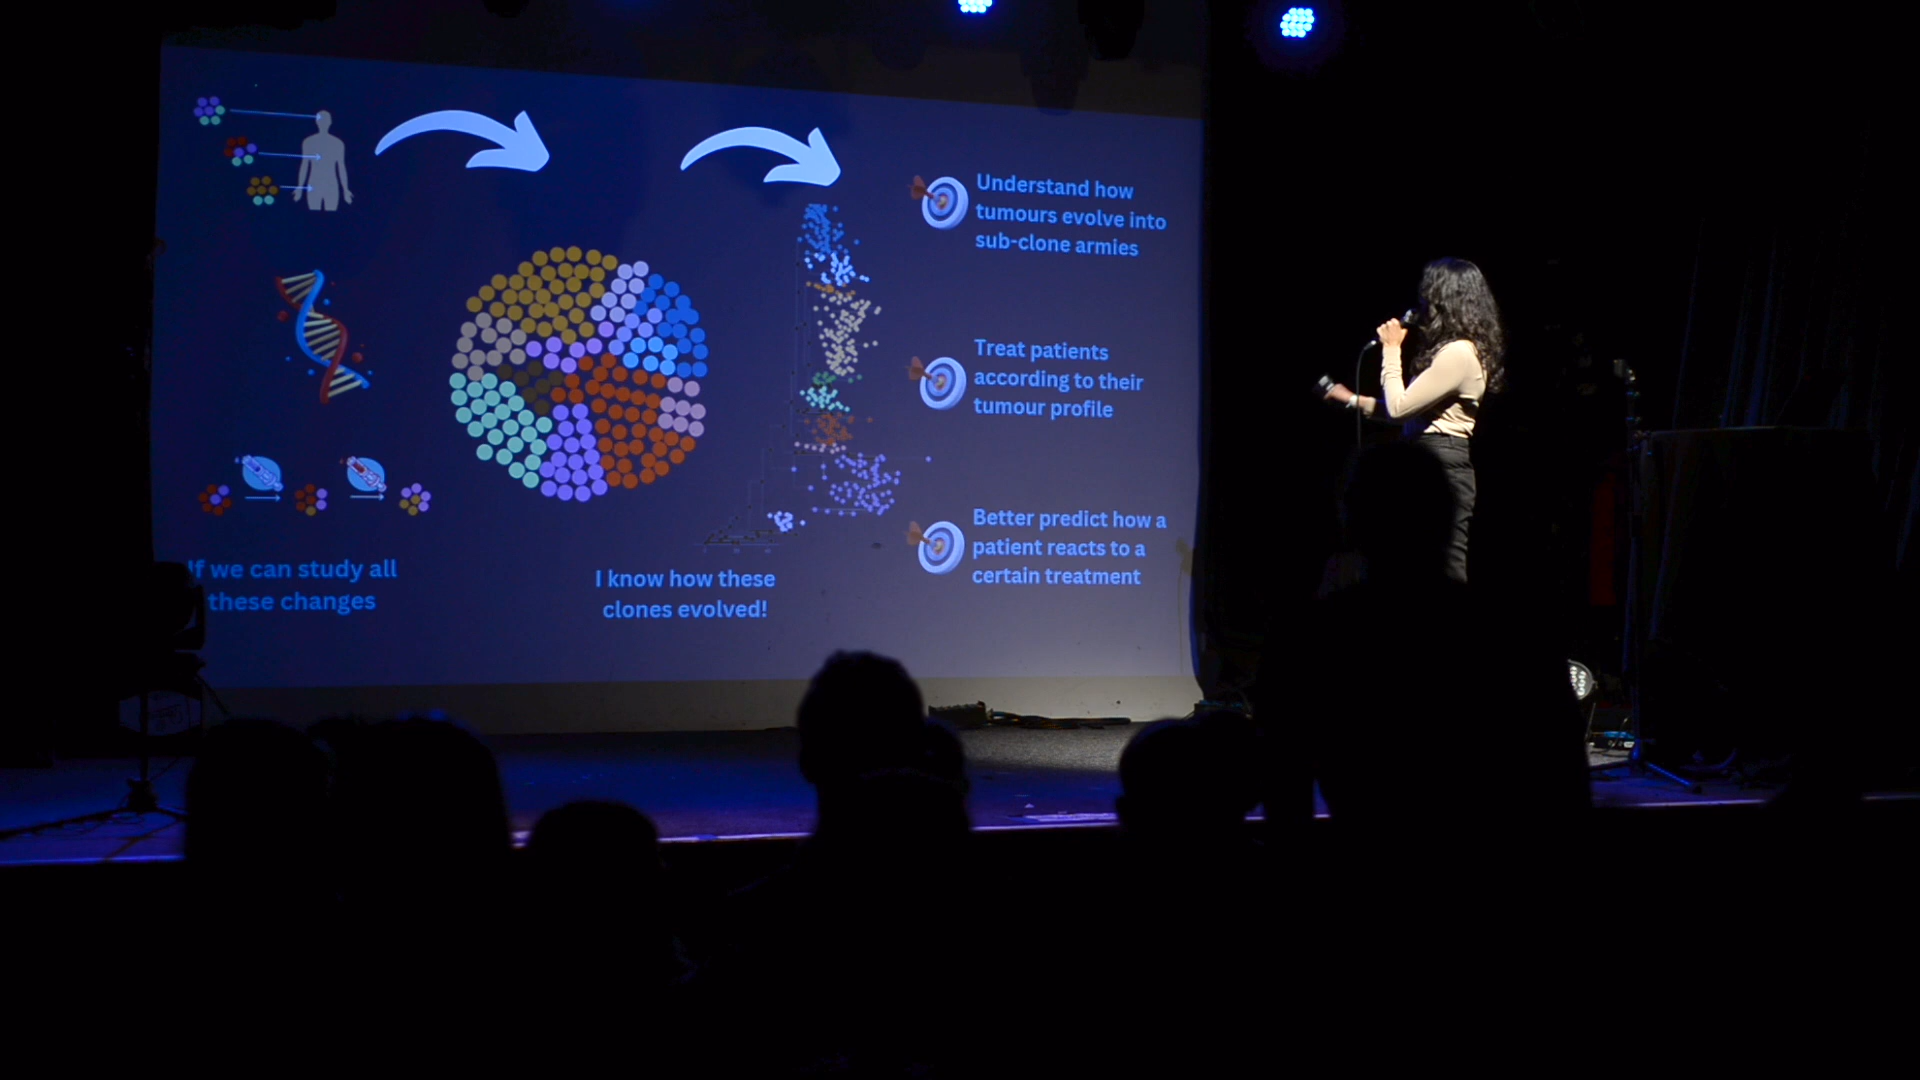 If we can study all
these changes
I know how these
clones evolved!
Understand how
tumours evolve into
sub-clone armies
Treat patients
according to their
tumour profile
Better predict how a
patient reacts to a
certain treatment